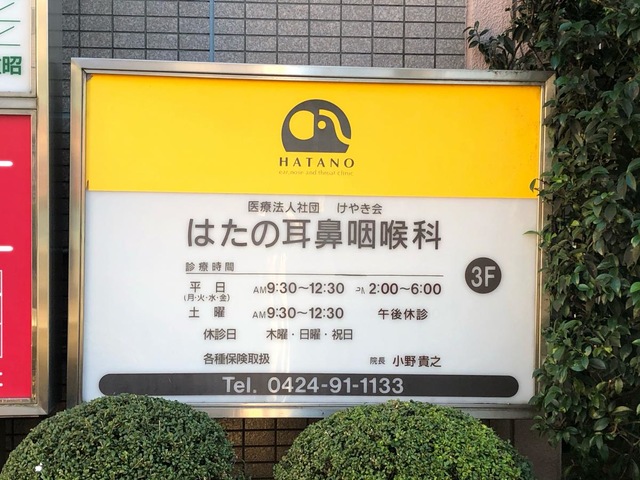 昭
HATANO
ear,nose and throat clinic
医療法人社団 けやき会
はたの耳鼻咽喉科
診療時間
3F
平日 AM9:30〜12:30 PM2:00〜6:00
(月・火・水・金)
土曜 AM9:30〜12:30 午後休診
休診日 木曜・日曜・祝日
各種保険取扱 院長 小野貴之
Tel. 0424-91-1133